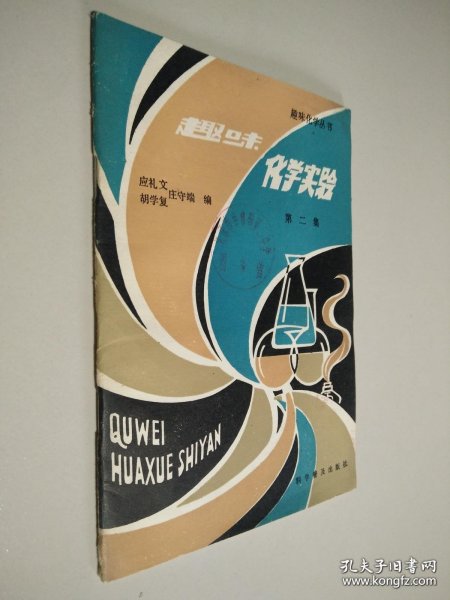 趣味化学丛书
趣味
化学实验
应礼文
胡学复
庄守端 编
第二集
QUWEI
HUAXUE SHIYAN
科学普及出版社
孔夫子旧书网
www.kongfz.com